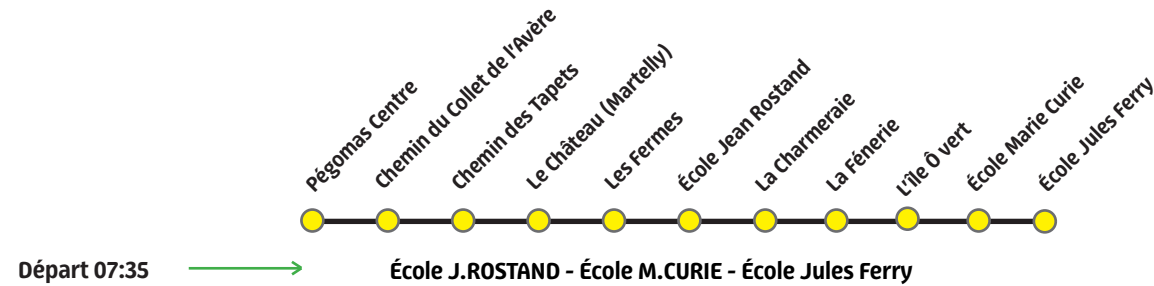 Pégomas Centre
Chemin du Collet de l'Avère
Chemin des Tapets
Le Château (Martelly)
Les Fermes
École Jean Rostand
La Charmeraie
La Fénerie
L'île Ô vert
École Marie Curie
École Jules Ferry
Départ 07:35
École J.ROSTAND - École M.CURIE - École Jules Ferry